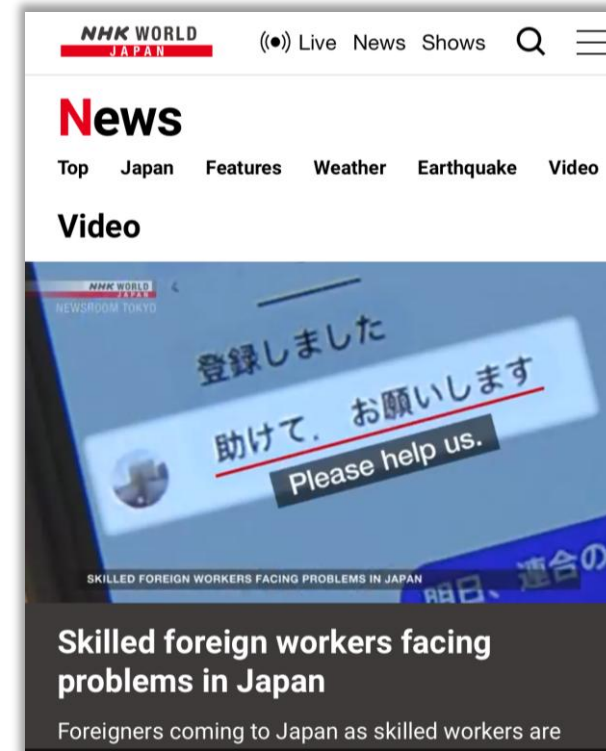 NHK WORLD
JAPAN
Live News Shows
News
Top Japan Features Weather Earthquake Video
Video
NHK WORLD
JAPAN
NEWSROOM TOKYO
登録しました
助けて. お願いします
Please help us.
明日、連合の
SKILLED FOREIGN WORKERS FACING PROBLEMS IN JAPAN
Skilled foreign workers facing
problems in Japan
Foreigners coming to Japan as skilled workers are